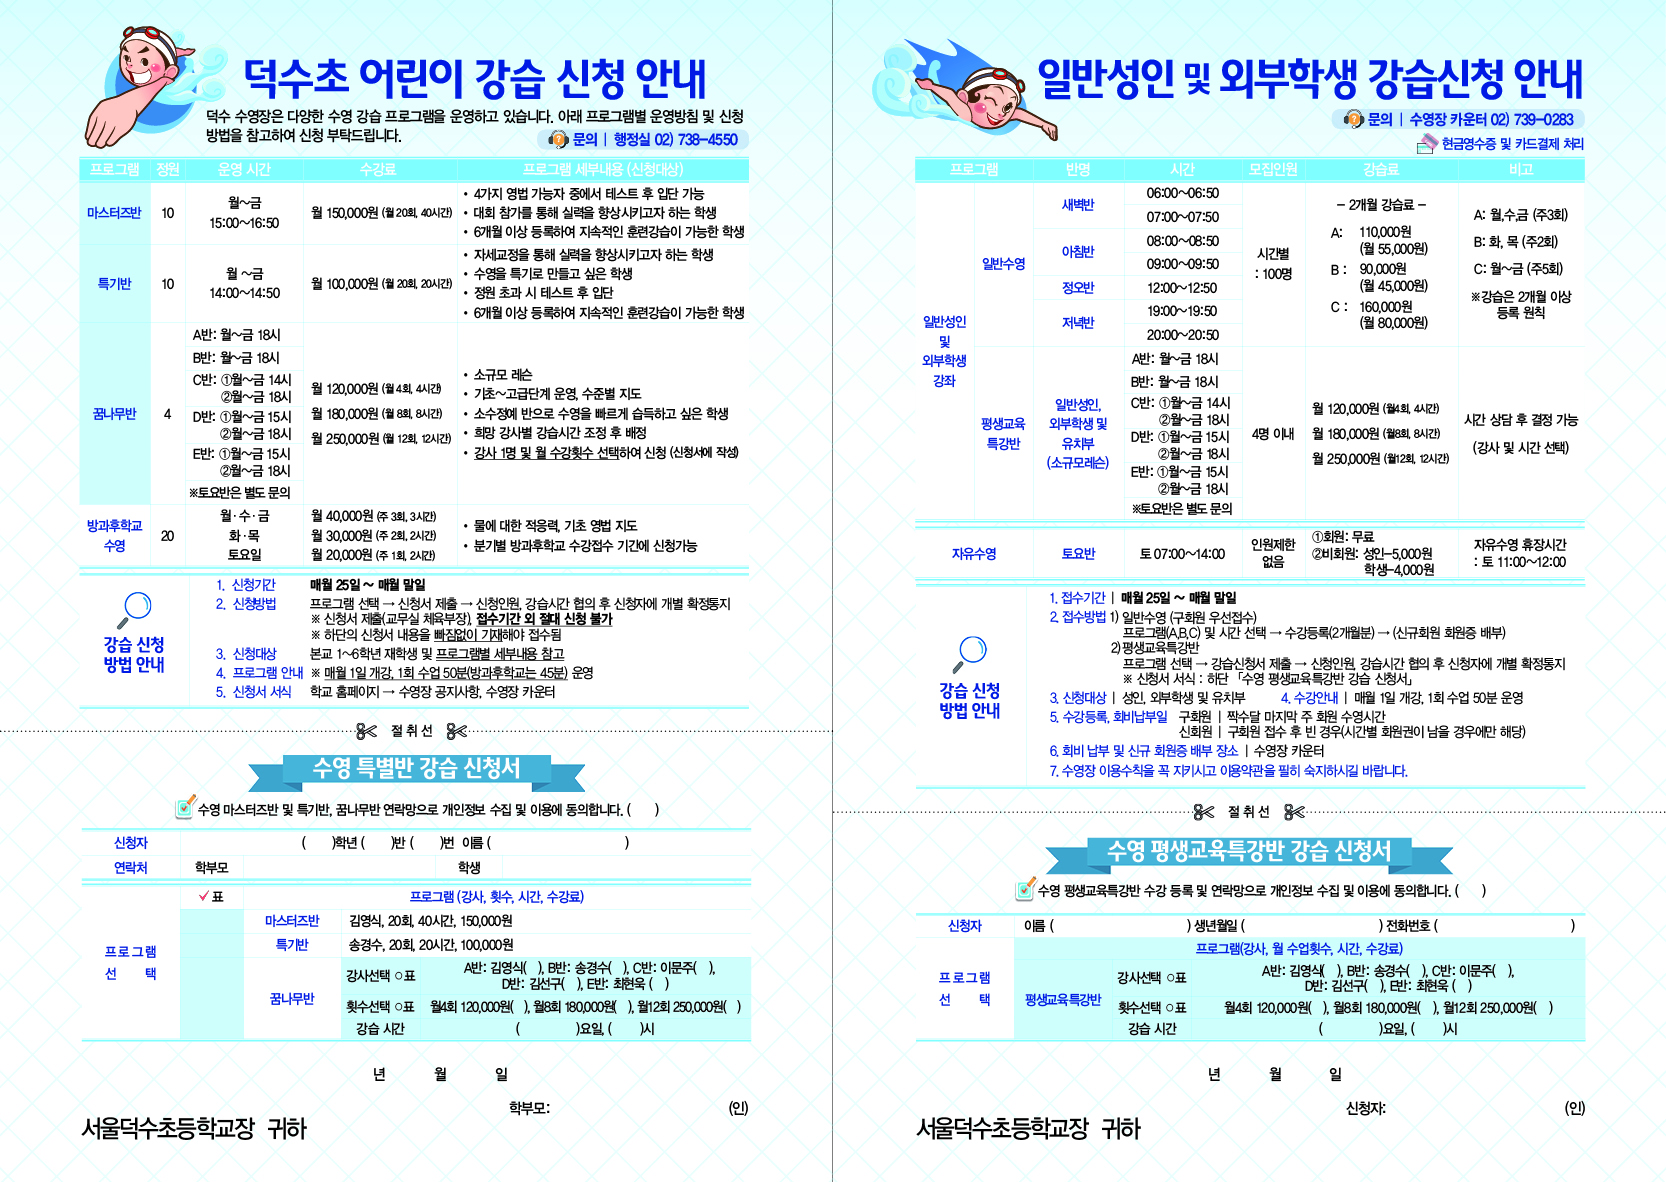 덕수초 어린이 강습 신청 안내
덕수 수영장은 다양한 수영 강습 프로그램을 운영하고 있습니다. 아래 프로그램별 운영방침 및 신청
방법을 참고하여 신청 부탁드립니다.
문의 | 행정실 02) 738-4550
프로그램 정원 운영 시간 수강료 프로그램 세부내용 (신청대상)
마스터즈반 10
월~금
15:00~16:50
월 150,000원 (월 20회, 40시간)
• 4가지 영법 가능자 중에서 테스트 후 입단 가능
• 대회 참가를 통해 실력을 향상시키고자 하는 학생
• 6개월 이상 등록하여 지속적인 훈련강습이 가능한 학생
특기반 10
월 ~금
14:00~14:50
월 100,000원 (월 20회, 20시간)
• 자세교정을 통해 실력을 향상시키고자 하는 학생
• 수영을 특기로 만들고 싶은 학생
• 정원 초과 시 테스트 후 입단
• 6개월 이상 등록하여 지속적인 훈련강습이 가능한 학생
꿈나무반 4
A반: 월~금 18시
B반: 월~금 18시
C반: ①월~금 14시
②월~금 18시
D반: ①월~금 15시
②월~금 18시
E반: ①월~금 15시
②월~금 18시
※토요반은 별도 문의
월 120,000원 (월 4회, 4시간)
월 180,000원 (월 8회, 8시간)
월 250,000원 (월 12회, 12시간)
• 소규모 레슨
• 기초~고급단계 운영, 수준별 지도
• 소수정예 반으로 수영을 빠르게 습득하고 싶은 학생
• 희망 강사별 강습시간 조정 후 배정
• 강사 1명 및 월 수강횟수 선택하여 신청 (신청서에 작성)
방과후학교
수영
20
월·수·금
화·목
토요일
월 40,000원 (주 3회, 3시간)
월 30,000원 (주 2회, 2시간)
월 20,000원 (주 1회, 2시간)
• 물에 대한 적응력, 기초 영법 지도
• 분기별 방과후학교 수강접수 기간에 신청가능
강습 신청
방법 안내
1. 신청기간 매월 25일 ~ 매월 말일
2. 신청방법 프로그램 선택 → 신청서 제출 → 신청인원, 강습시간 협의 후 신청자에 개별 확정통지
※ 신청서 제출(교무실 체육부장), 접수기간 외 절대 신청 불가
※ 하단의 신청서 내용을 빠짐없이 기재해야 접수됨
3. 신청대상 본교 1~6학년 재학생 및 프로그램별 세부내용 참고
4. 프로그램 안내 ※ 매월 1일 개강, 1회 수업 50분(방과후학교는 45분) 운영
5. 신청서 서식 학교 홈페이지 → 수영장 공지사항, 수영장 카운터
절취선
수영 특별반 강습 신청서
수영 마스터즈반 및 특기반, 꿈나무반 연락망으로 개인정보 수집 및 이용에 동의합니다. ( )
신청자 ( )학년 ( )반 ( )번 이름 ( )
연락처 학부모 학생
표 프로그램 (강사, 횟수, 시간, 수강료)
프로그램
선 택
마스터즈반 김영식, 20회, 40시간, 150,000원
특기반 송경수, 20회, 20시간, 100,000원
꿈나무반
강사선택 ○표
A반: 김영식( ), B반: 송경수( ), C반: 이문주( ),
D반: 김선구( ), E반: 최현욱 ( )
횟수선택 ○표 월4회 120,000원( ), 월8회 180,000원( ), 월12회 250,000원( )
강습 시간 ( )요일, ( )시
년 월 일
학부모: (인)
서울덕수초등학교장 귀하
일반성인 및 외부학생 강습신청 안내
문의 | 수영장 카운터 02) 739-0283
현금영수증 및 카드결제 처리
프로그램 반명 시간 모집인원 강습료 비고
일반성인
및
외부학생
강좌
일반수영
새벽반
06:00~06:50
07:00~07:50
아침반
08:00~08:50
09:00~09:50
정오반 12:00~12:50
저녁반
19:00~19:50
20:00~20:50
시간별
: 100명
- 2개월 강습료 -
A: 110,000원
(월 55,000원)
B : 90,000원
(월 45,000원)
C : 160,000원
(월 80,000원)
A: 월,수,금 (주3회)
B: 화, 목 (주2회)
C: 월~금 (주5회)
※강습은 2개월 이상
등록 원칙
평생교육
특강반
일반성인,
외부학생 및
유치부
(소규모레슨)
A반: 월~금 18시
B반: 월~금 18시
C반: ①월~금 14시
②월~금 18시
D반: ①월~금 15시
②월~금 18시
E반: ①월~금 15시
②월~금 18시
※토요반은 별도 문의
4명 이내
월 120,000원 (월4회, 4시간)
월 180,000원 (월8회, 8시간)
월 250,000원 (월12회, 12시간)
시간 상담 후 결정 가능
(강사 및 시간 선택)
자유수영 토요반 토 07:00~14:00
인원제한
없음
①회원: 무료
②비회원: 성인-5,000원
학생-4,000원
자유수영 휴장시간
: 토 11:00~12:00
강습 신청
방법 안내
1. 접수기간 | 매월 25일 ~ 매월 말일
2. 접수방법 1) 일반수영 (구회원 우선접수)
프로그램(A,B,C) 및 시간 선택 → 수강등록(2개월분) → (신규회원 회원증 배부)
2) 평생교육특강반
프로그램 선택 → 강습신청서 제출 → 신청인원, 강습시간 협의 후 신청자에 개별 확정통지
※ 신청서 서식 : 하단 「수영 평생교육특강반 강습 신청서」
3. 신청대상 | 성인, 외부학생 및 유치부 4. 수강안내 | 매월 1일 개강, 1회 수업 50분 운영
5. 수강등록, 회비납부일 구회원 | 짝수달 마지막 주 회원 수영시간
신회원 | 구회원 접수 후 빈 경우(시간별 회원권이 남을 경우에만 해당)
6. 회비 납부 및 신규 회원증 배부 장소 | 수영장 카운터
7. 수영장 이용수칙을 꼭 지키시고 이용약관을 필히 숙지하시길 바랍니다.
절취선
수영 평생교육특강반 강습 신청서
수영 평생교육특강반 수강 등록 및 연락망으로 개인정보 수집 및 이용에 동의합니다. ( )
신청자 이름 ( ) 생년월일 ( ) 전화번호 ( )
프로그램(강사, 월 수업횟수, 시간, 수강료)
프로그램
선 택
평생교육특강반
강사선택 ○표
A반: 김영식( ), B반: 송경수( ), C반: 이문주( ),
D반: 김선구( ), E반: 최현욱 ( )
횟수선택 ○표 월4회 120,000원( ), 월8회 180,000원( ), 월12회 250,000원( )
강습 시간 ( )요일, ( )시
년 월 일
신청자: (인)
서울덕수초등학교장 귀하